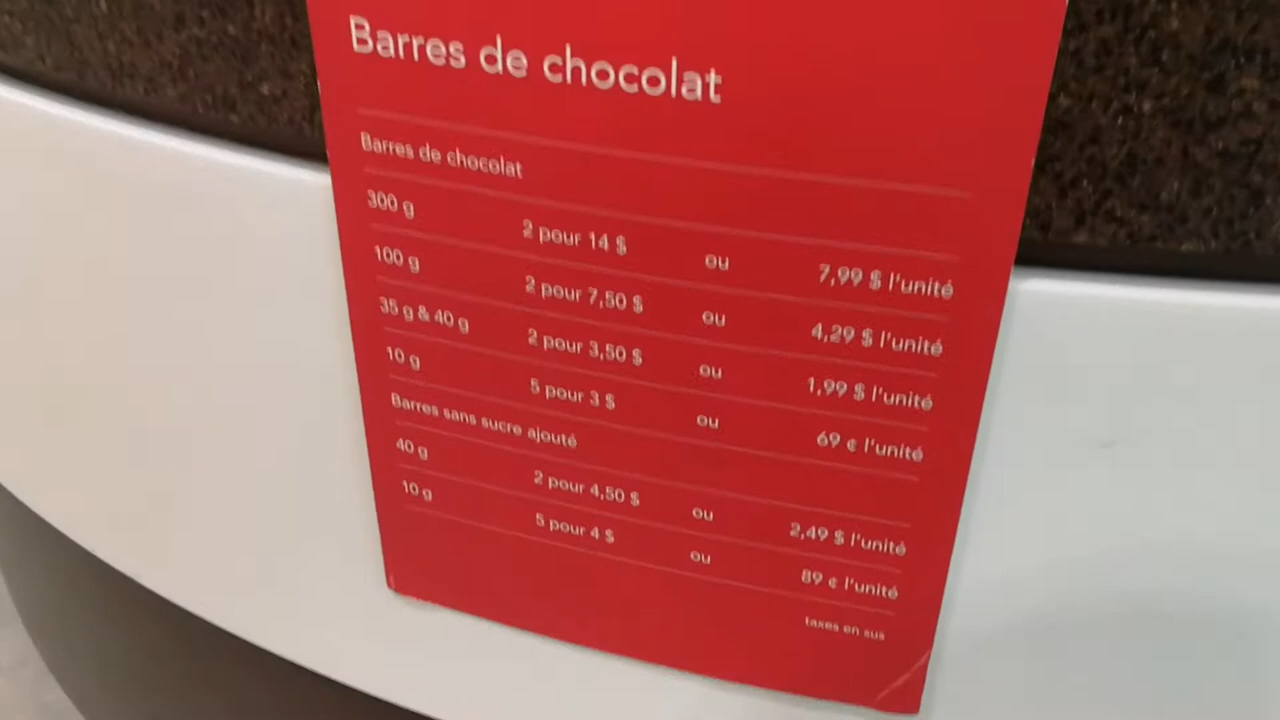 Barres de chocolat
Barres de chocolat
300 g 2 pour 14 $ ou 7,99 $ l'unité
100 g 2 pour 7,50 $ ou 4,29 $ l'unité
35 g & 40 g 2 pour 3,50 $ ou 1,99 $ l'unité
10 g 5 pour 3 $ ou 69 ¢ l'unité
Barres sans sucre ajouté
40 g 2 pour 4,50 $ ou 2,49 $ l'unité
10 g 5 pour 4 $ ou 89 ¢ l'unité
taxes en sus